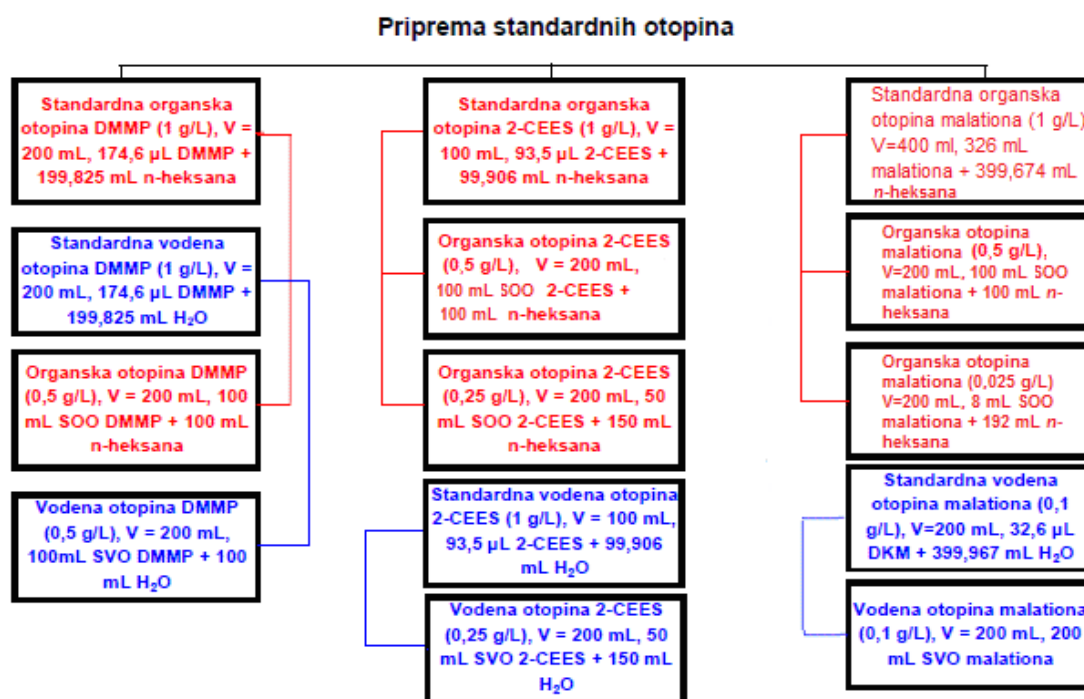 Priprema standardnih otopina
Standardna organska
otopina DMMP (1 g/L), V =
200 mL, 174,6 µL DMMP +
199,825 mL n-heksana
Standardna vodena
otopina DMMP (1 g/L), V =
200 mL, 174,6 µL DMMP +
199,825 mL H₂O
Organska otopina DMMP
(0,5 g/L), V = 200 mL, 100
mL SOO DMMP + 100 mL
n-heksana
Vodena otopina DMMP
(0,5 g/L), V = 200 mL,
100mL SVO DMMP + 100
mL H₂O
Standardna organska
otopina 2-CEES (1 g/L), V =
100 mL, 93,5 µL 2-CEES +
99,906 mL n-heksana
Organska otopina 2-CEES
(0,5 g/L), V = 200 mL,
100 mL SOO 2-CEES +
100 mL n-heksana
Organska otopina 2-CEES
(0,25 g/L), V = 200 mL, 50
mL SOO 2-CEES + 150 mL
n-heksana
Standardna vodena otopina
2-CEES (1 g/L), V = 100 mL,
93,5 µL 2-CEES + 99,906
mL H₂O
Vodena otopina 2-CEES
(0,25 g/L), V = 200 mL, 50
mL SVO 2-CEES + 150 mL
H₂O
Standardna organska
otopina malationa (1 g/L)
V=400 ml, 326 mL
malationa + 399,674 mL
n-heksana
Organska otopina
malationa (0,5 g/L),
V=200 mL, 100 mL SOO
malationa + 100 mL n-
heksana
Organska otopina
malationa (0,025 g/L)
V=200 mL, 8 mL SOO
malationa + 192 mL n-
heksana
Standardna vodena
otopina malationa (0,1
g/L), V=200 mL, 32,6 µL
DKM + 399,967 mL H₂O
Vodena otopina malationa
(0,1 g/L), V = 200 mL, 200
mL SVO malationa